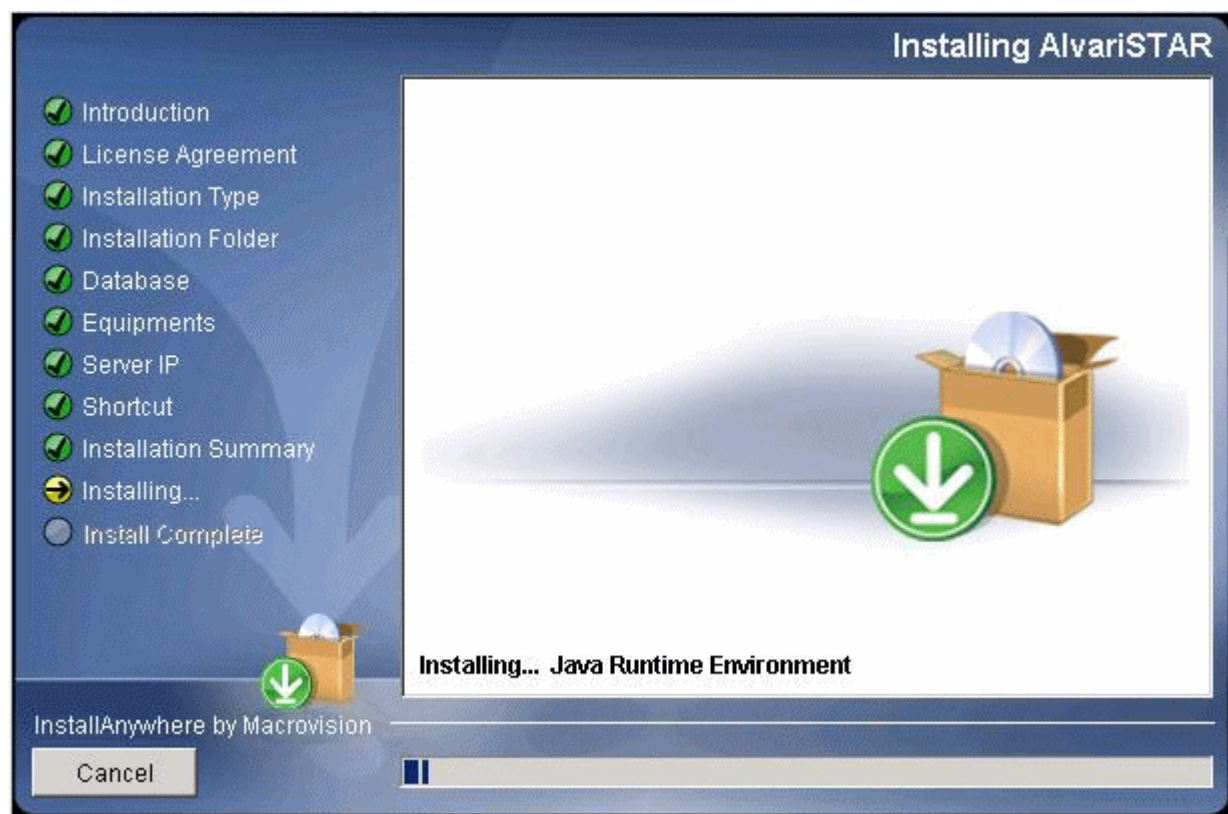 Installing AlvariSTAR
Introduction
License Agreement
Installation Type
Installation Folder
Database
Equipments
Server IP
Shortcut
Installation Summary
Installing...
Install Complete
Installing... Java Runtime Environment
InstallAnywhere by Macrovision
Cancel